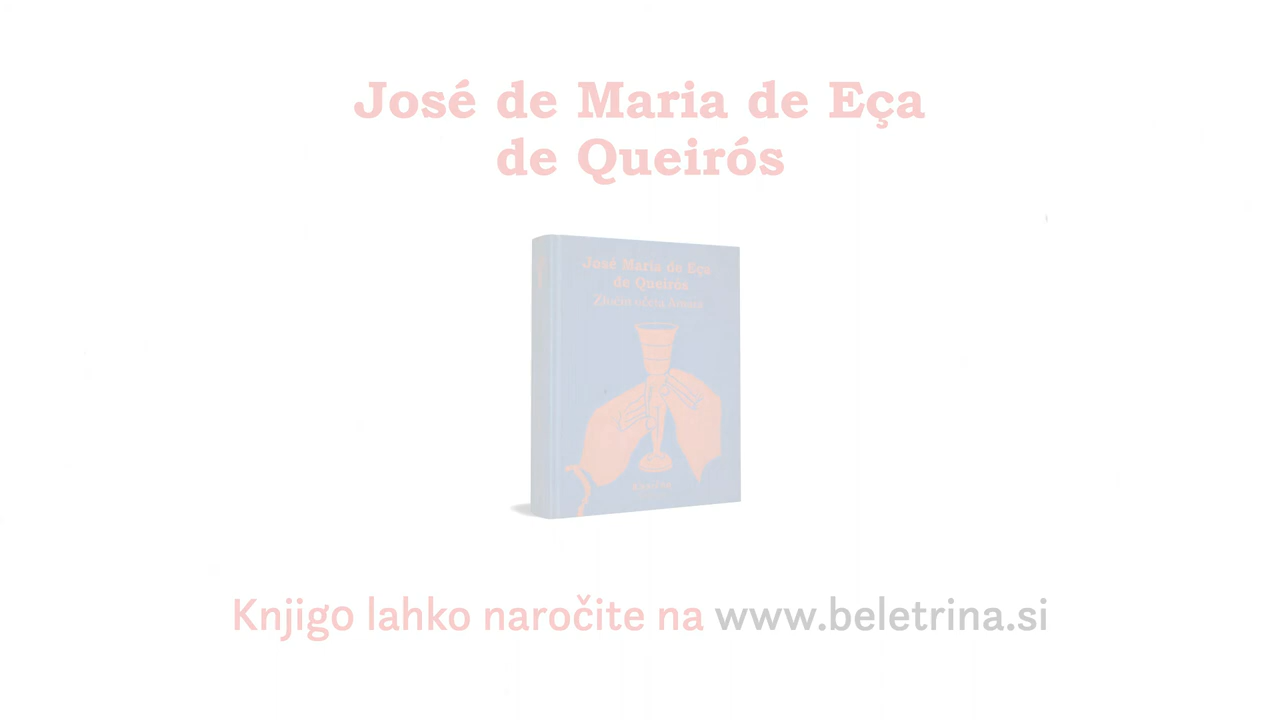 José de Maria de Eça
de Queirós
José Maria de Eça
de Queirós
Knjigo lahko naročite na www.beletrina.si